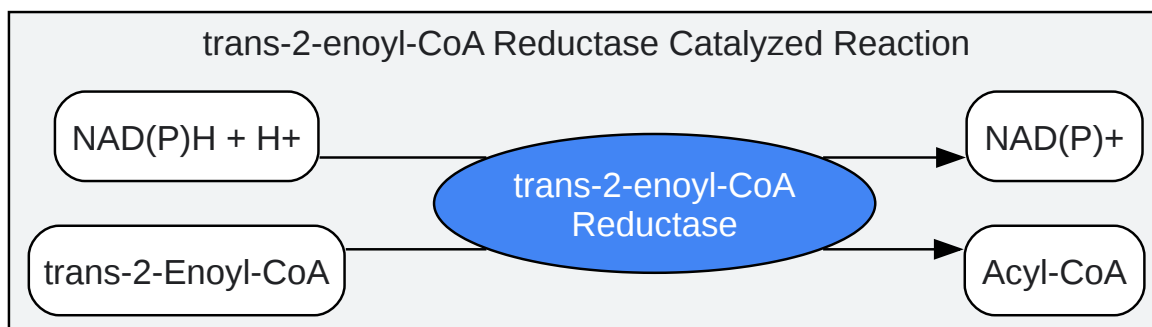 trans-2-enoyl-CoA Reductase Catalyzed Reaction
NAD(P)H + H+
NAD(P)+
trans-2-enoyl-CoA
Reductase
trans-2-Enoyl-CoA
Acyl-CoA